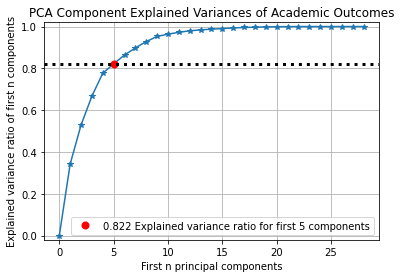 PCA Component Explained Variances of Academic Outcomes
Explained variance ratio of first n components
1.0
0.8
0.6
0.4
0.2
0.0
0.822 Explained variance ratio for first 5 components
0 5 10 15 20 25
First n principal components